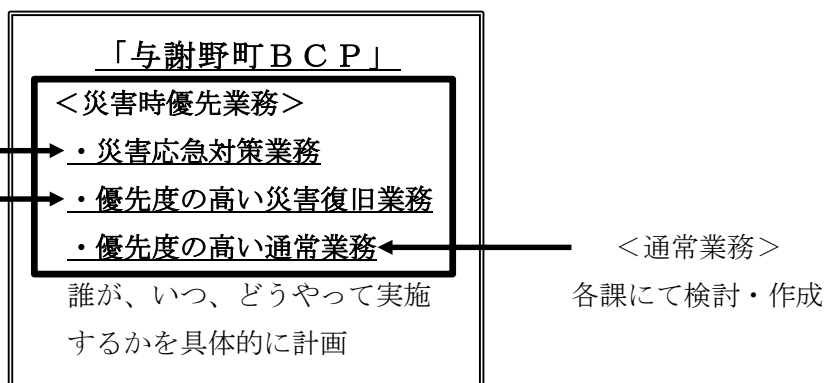 「与謝野町ＢＣＰ」
＜災害時優先業務＞
・災害応急対策業務
・優先度の高い災害復旧業務
・優先度の高い通常業務
誰が、いつ、どうやって実施
するかを具体的に計画
＜通常業務＞
各課にて検討・作成